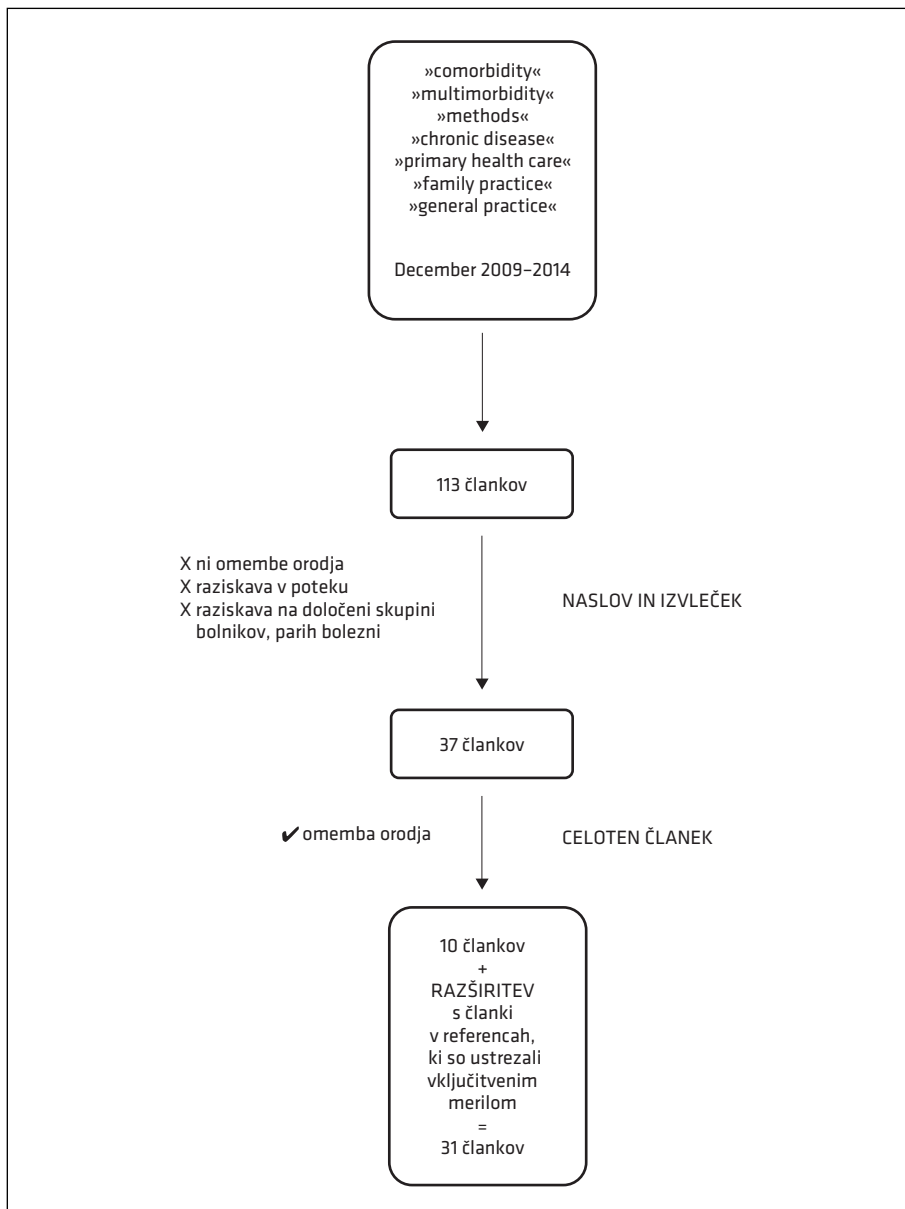 »comorbidity«
»multimorbidity«
»methods«
»chronic disease«
»primary health care«
»family practice«
»general practice«
December 2009–2014
113 člankov
X ni omembe orodja
X raziskava v poteku
X raziskava na določeni skupini
bolnikov, parih bolezni
NASLOV IN IZVLEČEK
37 člankov
✔ omemba orodja
CELOTEN ČLANEK
10 člankov
+
RAZŠIRITEV
s članki
v referencah,
ki so ustrezali
vključitvenim
merilom
=
31 člankov